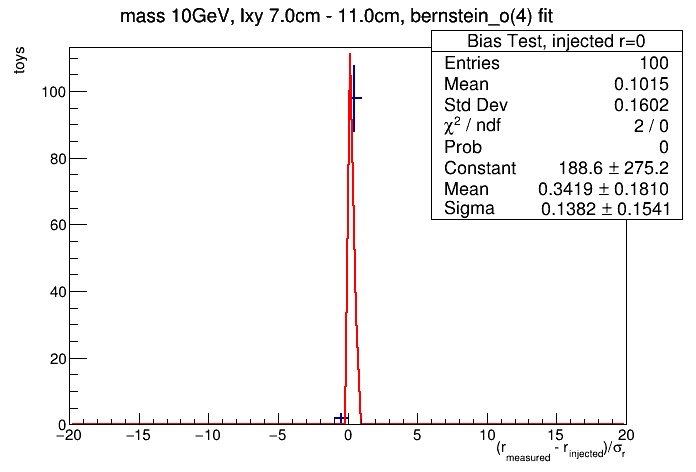 mass 10GeV, lxy 7.0cm - 11.0cm, bernstein_o(4) fit
Bias Test, injected r=0
Entries 100
Mean 0.1015
Std Dev 0.1602
χ² / ndf 2 / 0
Prob 0
Constant 188.6 ± 275.2
Mean 0.3419 ± 0.1810
Sigma 0.1382 ± 0.1541
toys
100
80
60
40
20
0
−20 −15 −10 −5 0 5 10 15 20
(r_measured - r_injected)/σ_r